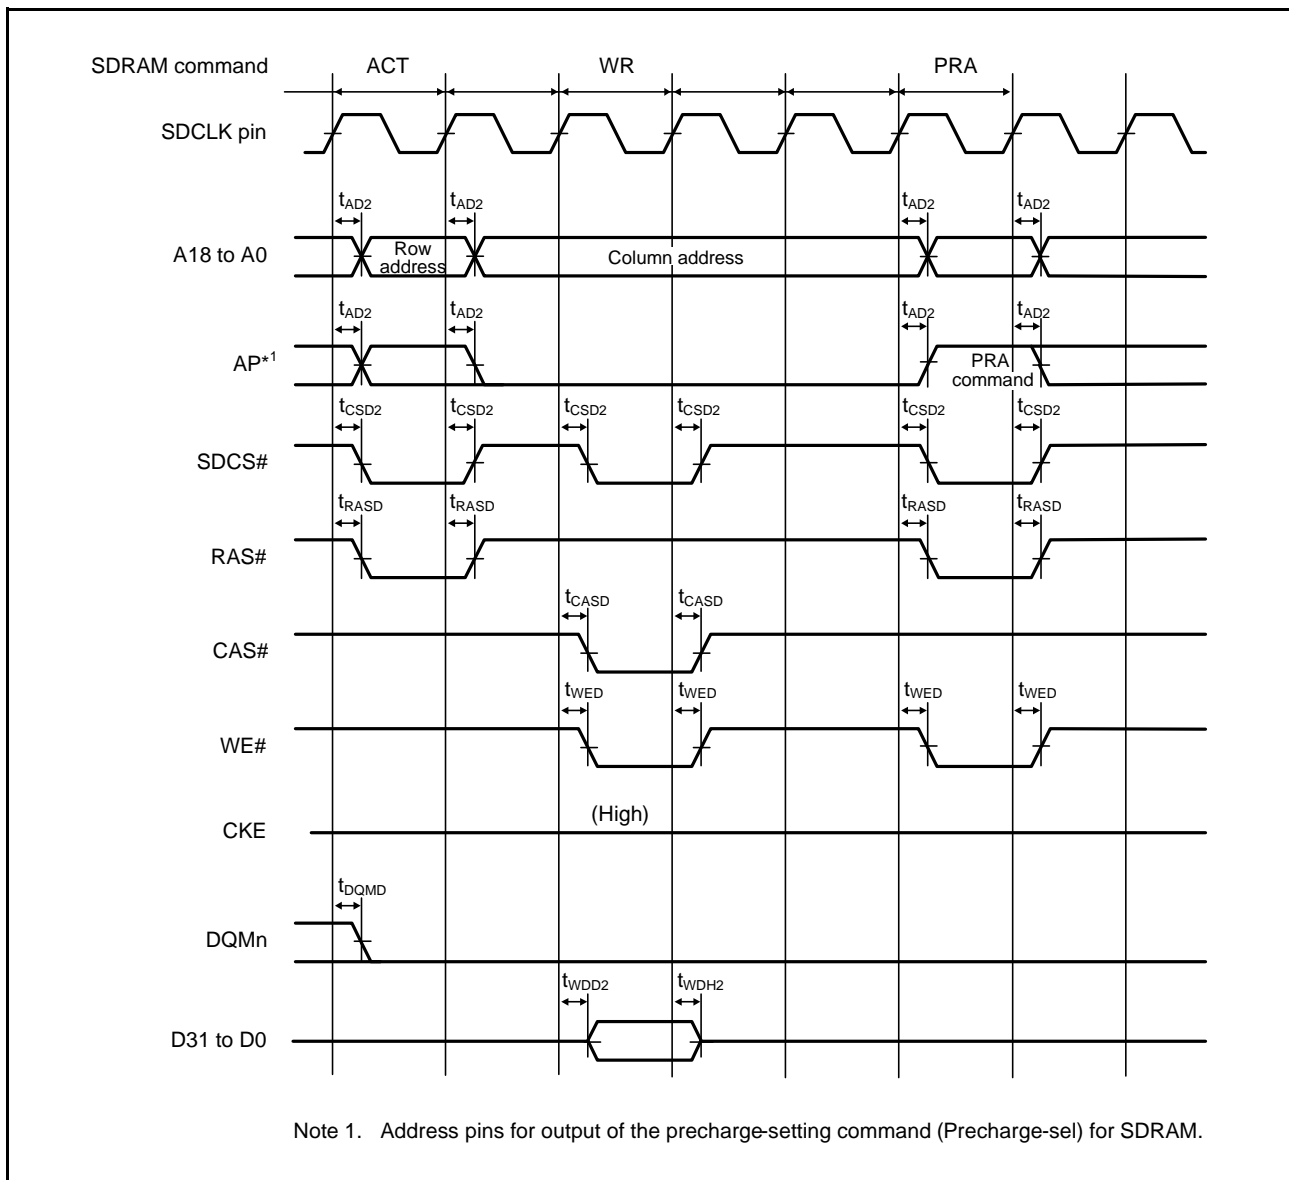 SDRAM command ACT WR PRA
SDCLK pin
tAD2 tAD2 tAD2 tAD2
A18 to A0 Row address Column address
tAD2 tAD2 tAD2 tAD2
AP*1 PRA command
tCSD2 tCSD2 tCSD2 tCSD2 tCSD2 tCSD2
SDCS#
tRASD tRASD tRASD tRASD
RAS#
tCASD tCASD
CAS#
tWED tWED tWED tWED
WE#
(High)
CKE
tDQMD
DQMn
tWDD2 tWDH2
D31 to D0
Note 1. Address pins for output of the precharge-setting command (Precharge-sel) for SDRAM.